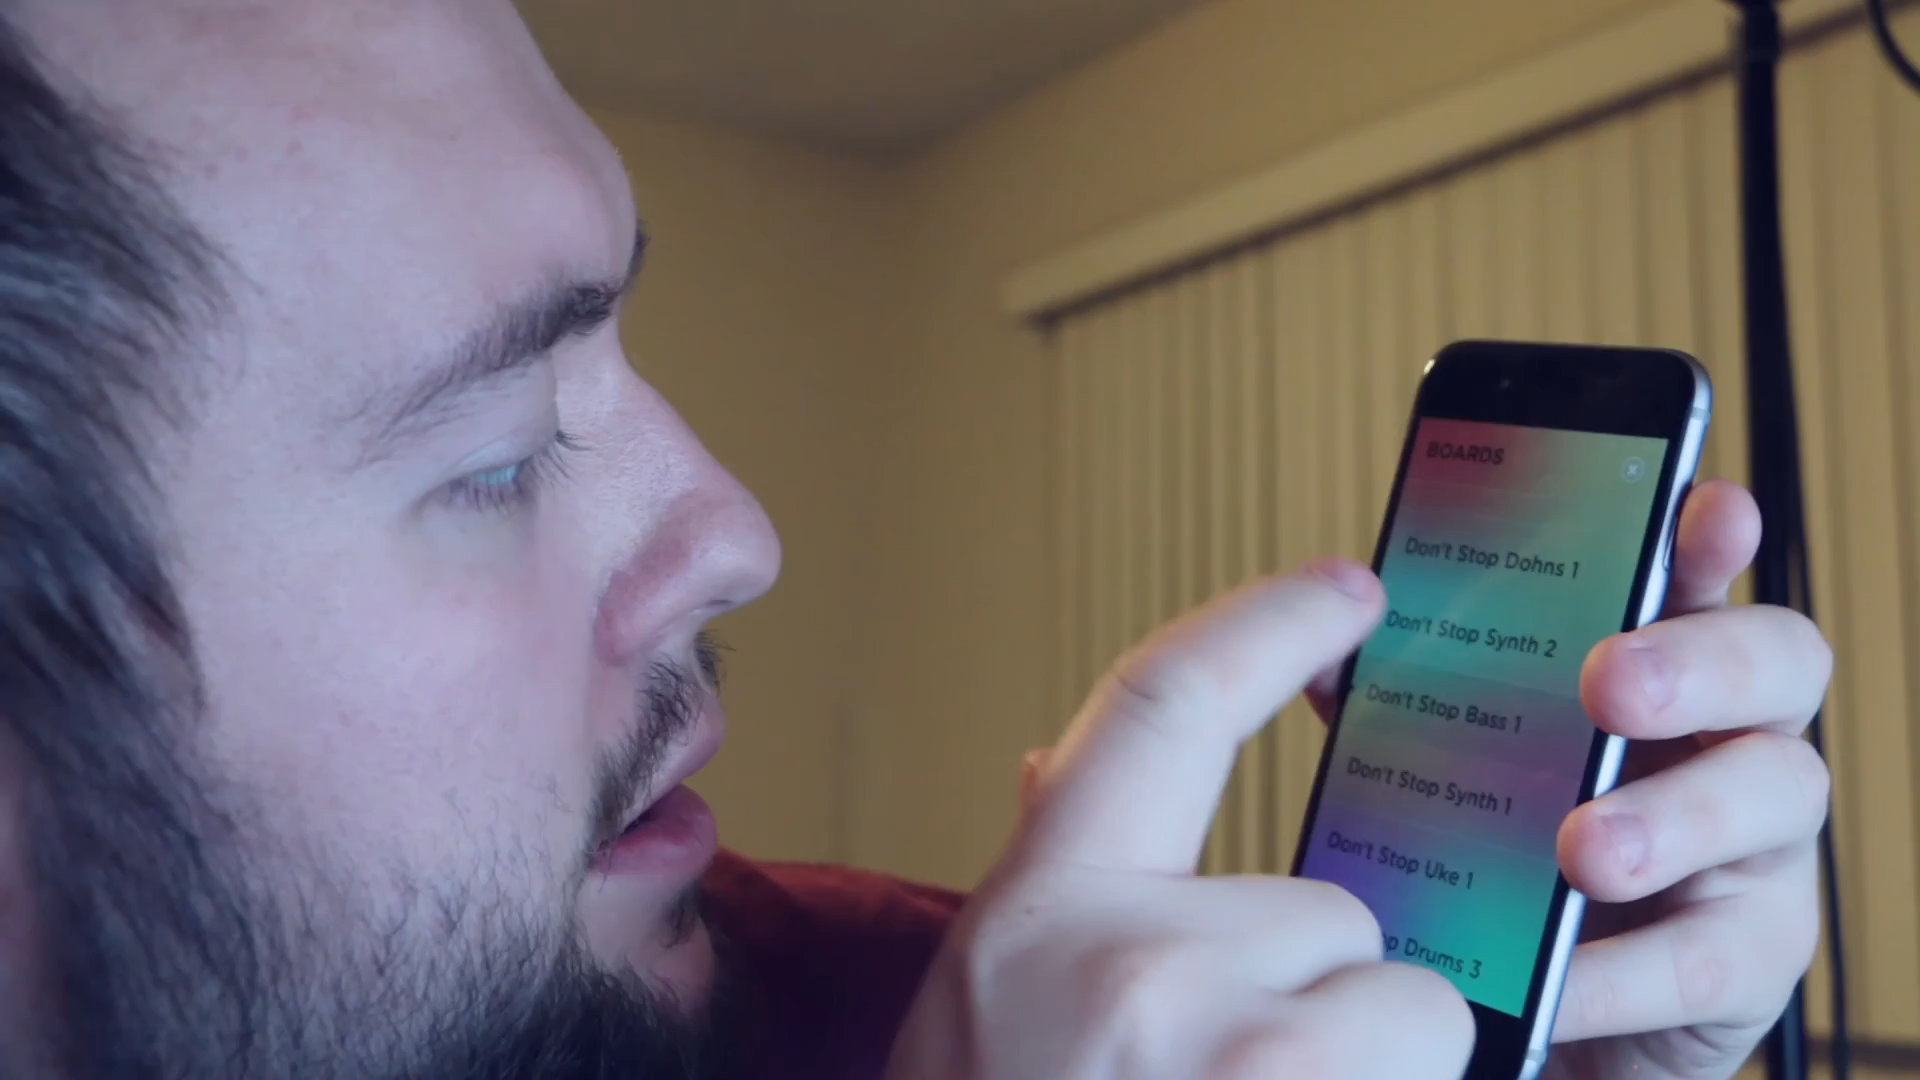 BOARDS
Don't Stop Dohns 1
Don't Stop Synth 2
Don't Stop Bass 1
Don't Stop Synth 1
Don't Stop Uke 1
Drums 3